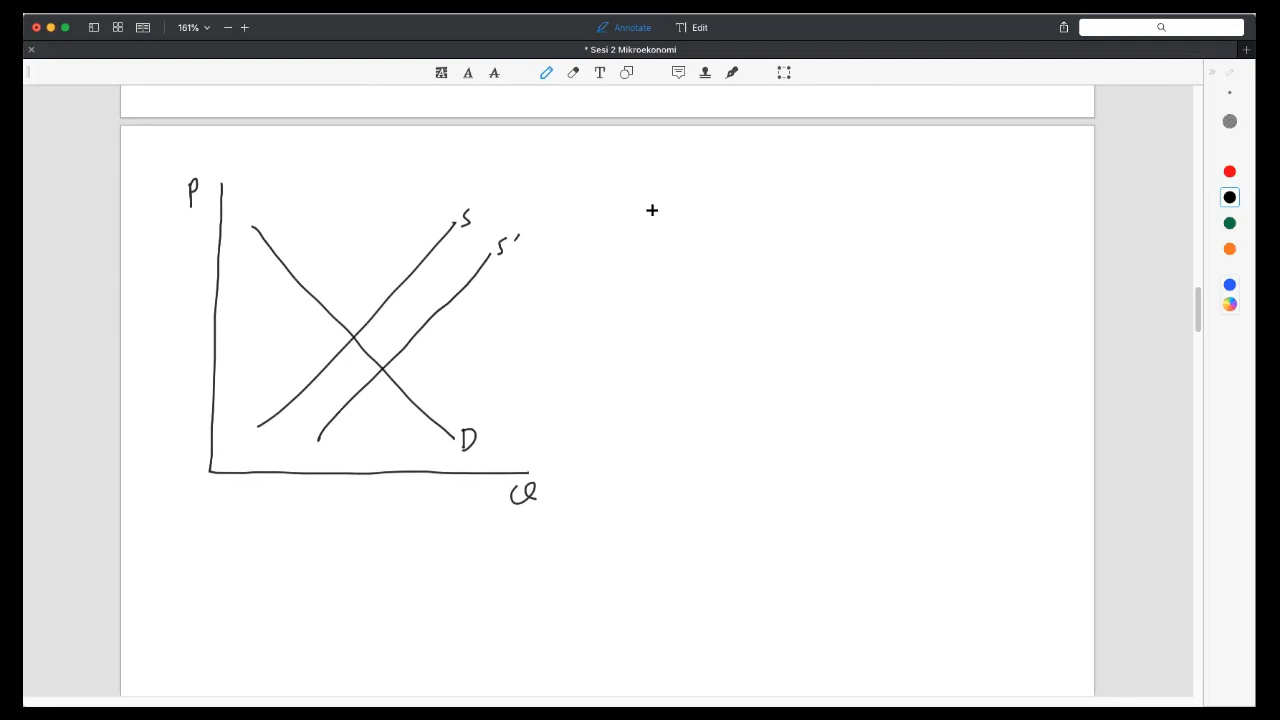 161%
Annotate
T Edit
* Sesi 2 Mikroekonomi
A A A T
P
S
S'
D
Q